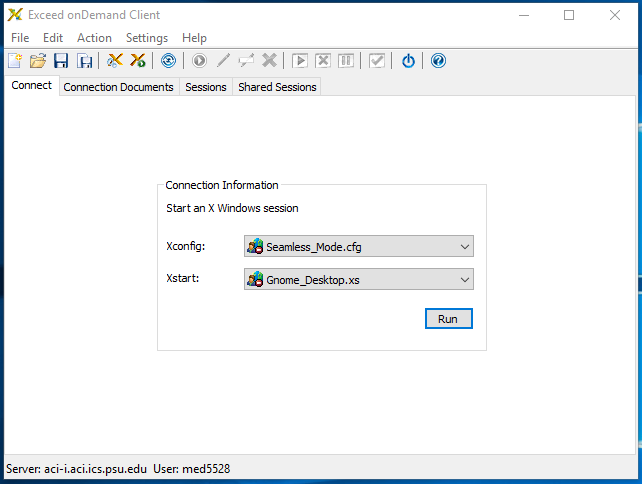 Exceed onDemand Client
File Edit Action Settings Help
Connect Connection Documents Sessions Shared Sessions
Connection Information
Start an X Windows session
Xconfig: Seamless_Mode.cfg
Xstart: Gnome_Desktop.xs
Run
Server: aci-i.aci.ics.psu.edu User: med5528